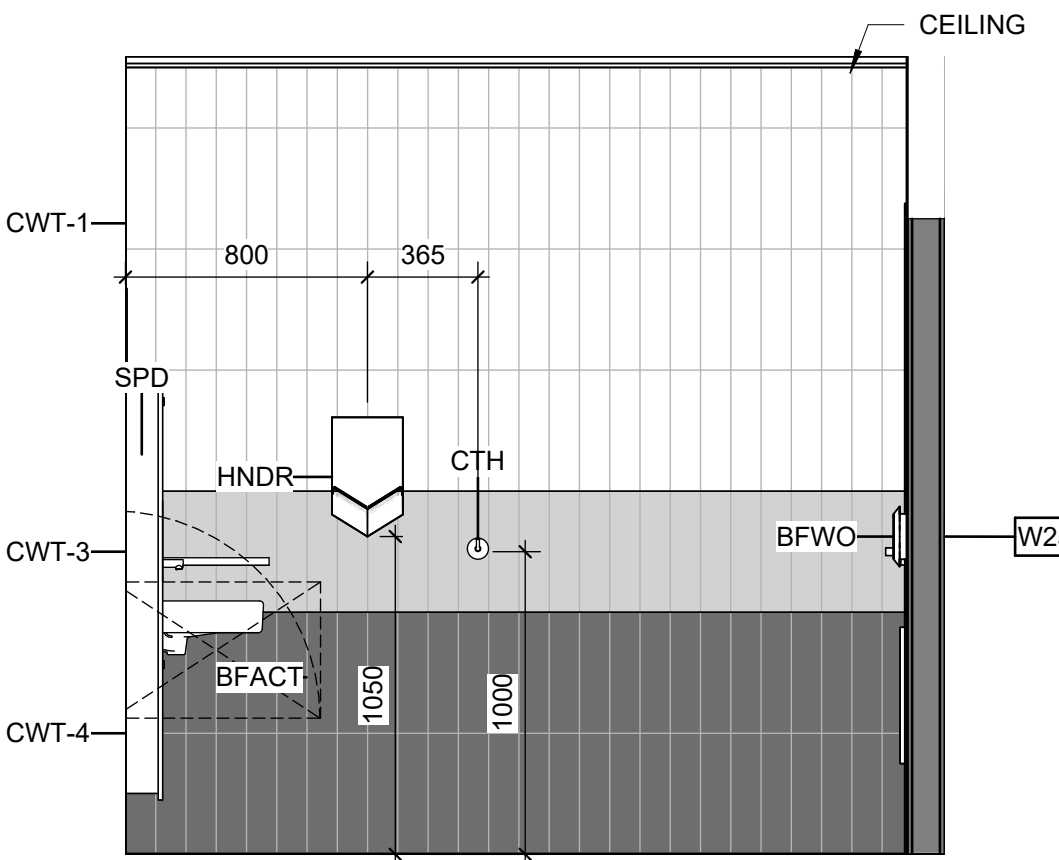 CEILING
CWT-1
800
365
SPD
HNDR
CTH
CWT-3
BFWO
BFACT
1050
1000
CWT-4